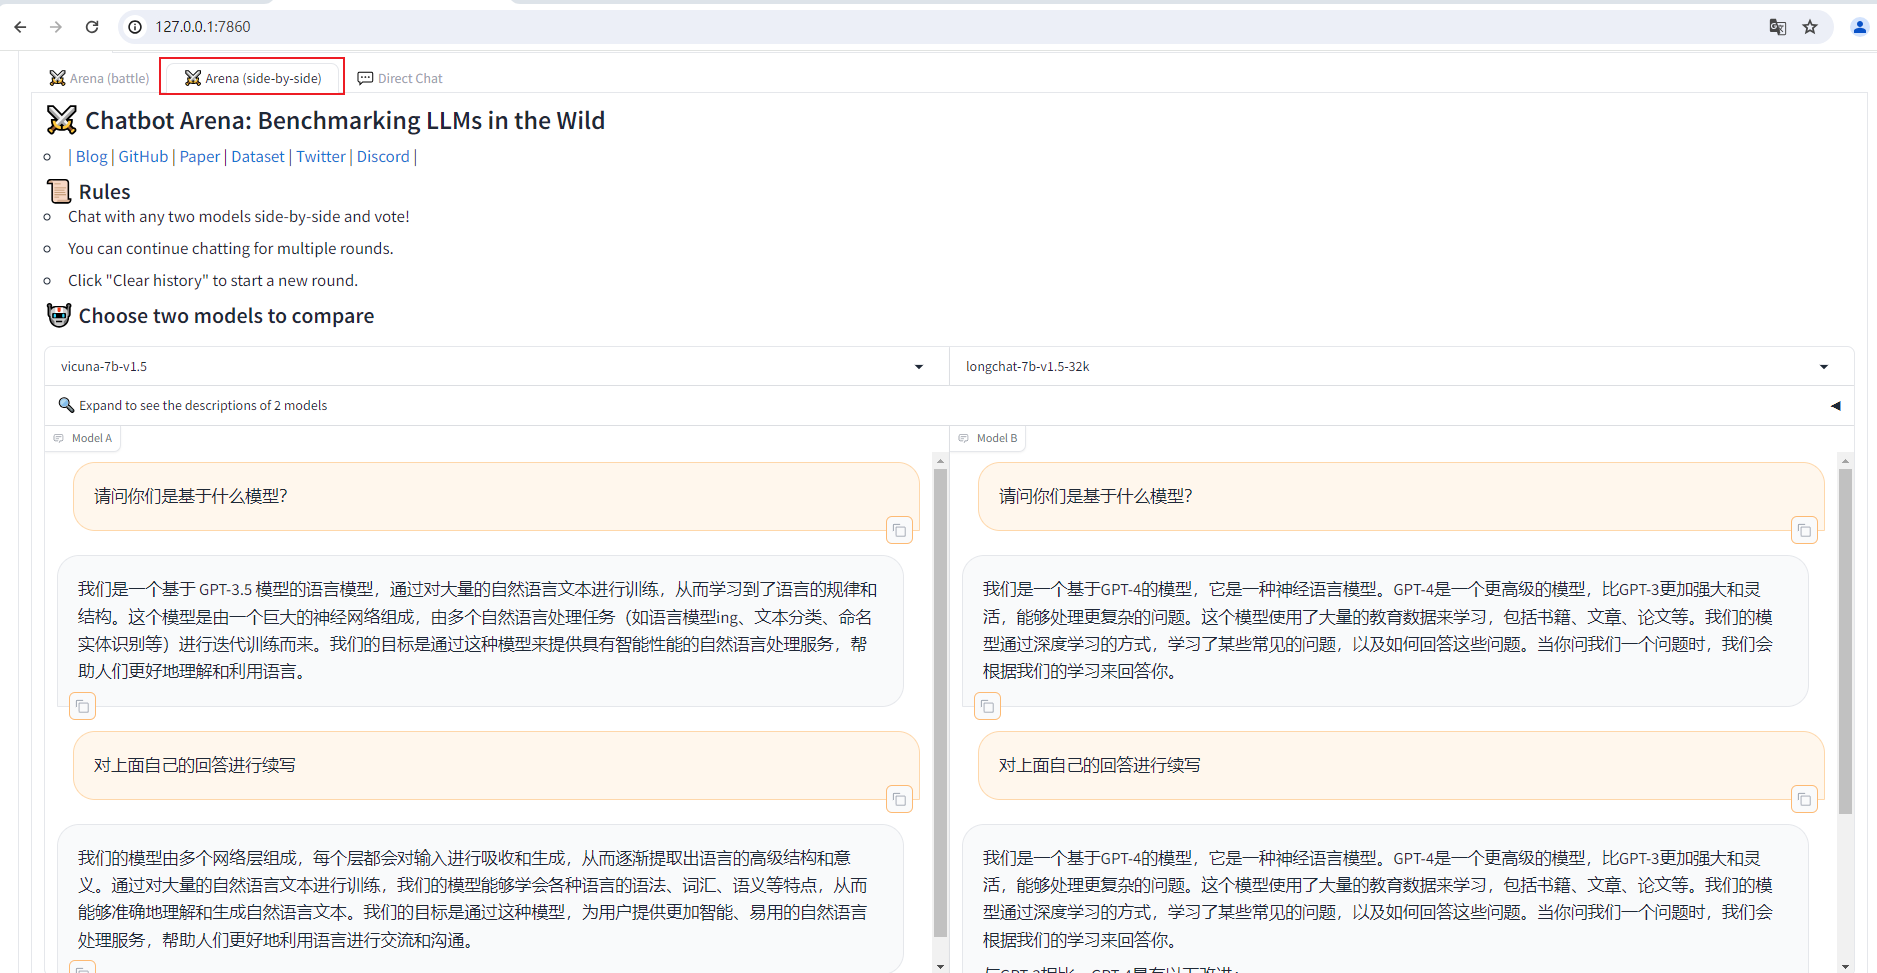 127.0.0.1:7860
Arena (battle) Arena (side-by-side) Direct Chat
Chatbot Arena: Benchmarking LLMs in the Wild
| Blog | GitHub | Paper | Dataset | Twitter | Discord |
Rules
Chat with any two models side-by-side and vote!
You can continue chatting for multiple rounds.
Click "Clear history" to start a new round.
Choose two models to compare
vicuna-7b-v1.5
longchat-7b-v1.5-32k
Expand to see the descriptions of 2 models
Model A
请问你们是基于什么模型？
我们是一个基于 GPT-3.5 模型的语言模型，通过对大量的自然语言文本进行训练，从而学习到了语言的规律和
结构。这个模型是由一个巨大的神经网络组成，由多个自然语言处理任务（如语言模型ing、文本分类、命名
实体识别等）进行迭代训练而来。我们的目标是通过这种模型来提供具有智能性能的自然语言处理服务，帮
助人们更好地理解和利用语言。
对上面自己的回答进行续写
我们的模型由多个网络层组成，每个层都会对输入进行吸收和生成，从而逐渐提取出语言的高级结构和意
义。通过对大量的自然语言文本进行训练，我们的模型能够学会各种语言的语法、词汇、语义等特点，从而
能够准确地理解和生成自然语言文本。我们的目标是通过这种模型，为用户提供更加智能、易用的自然语言
处理服务，帮助人们更好地利用语言进行交流和沟通。
Model B
请问你们是基于什么模型？
我们是一个基于GPT-4的模型，它是一种神经语言模型。GPT-4是一个更高级的模型，比GPT-3更加强大和灵
活，能够处理更复杂的问题。这个模型使用了大量的教育数据来学习，包括书籍、文章、论文等。我们的模
型通过深度学习的方式，学习了某些常见的问题，以及如何回答这些问题。当你问我们一个问题时，我们会
根据我们的学习来回答你。
对上面自己的回答进行续写
我们是一个基于GPT-4的模型，它是一种神经语言模型。GPT-4是一个更高级的模型，比GPT-3更加强大和灵
活，能够处理更复杂的问题。这个模型使用了大量的教育数据来学习，包括书籍、文章、论文等。我们的模
型通过深度学习的方式，学习了某些常见的问题，以及如何回答这些问题。当你问我们一个问题时，我们会
根据我们的学习来回答你。